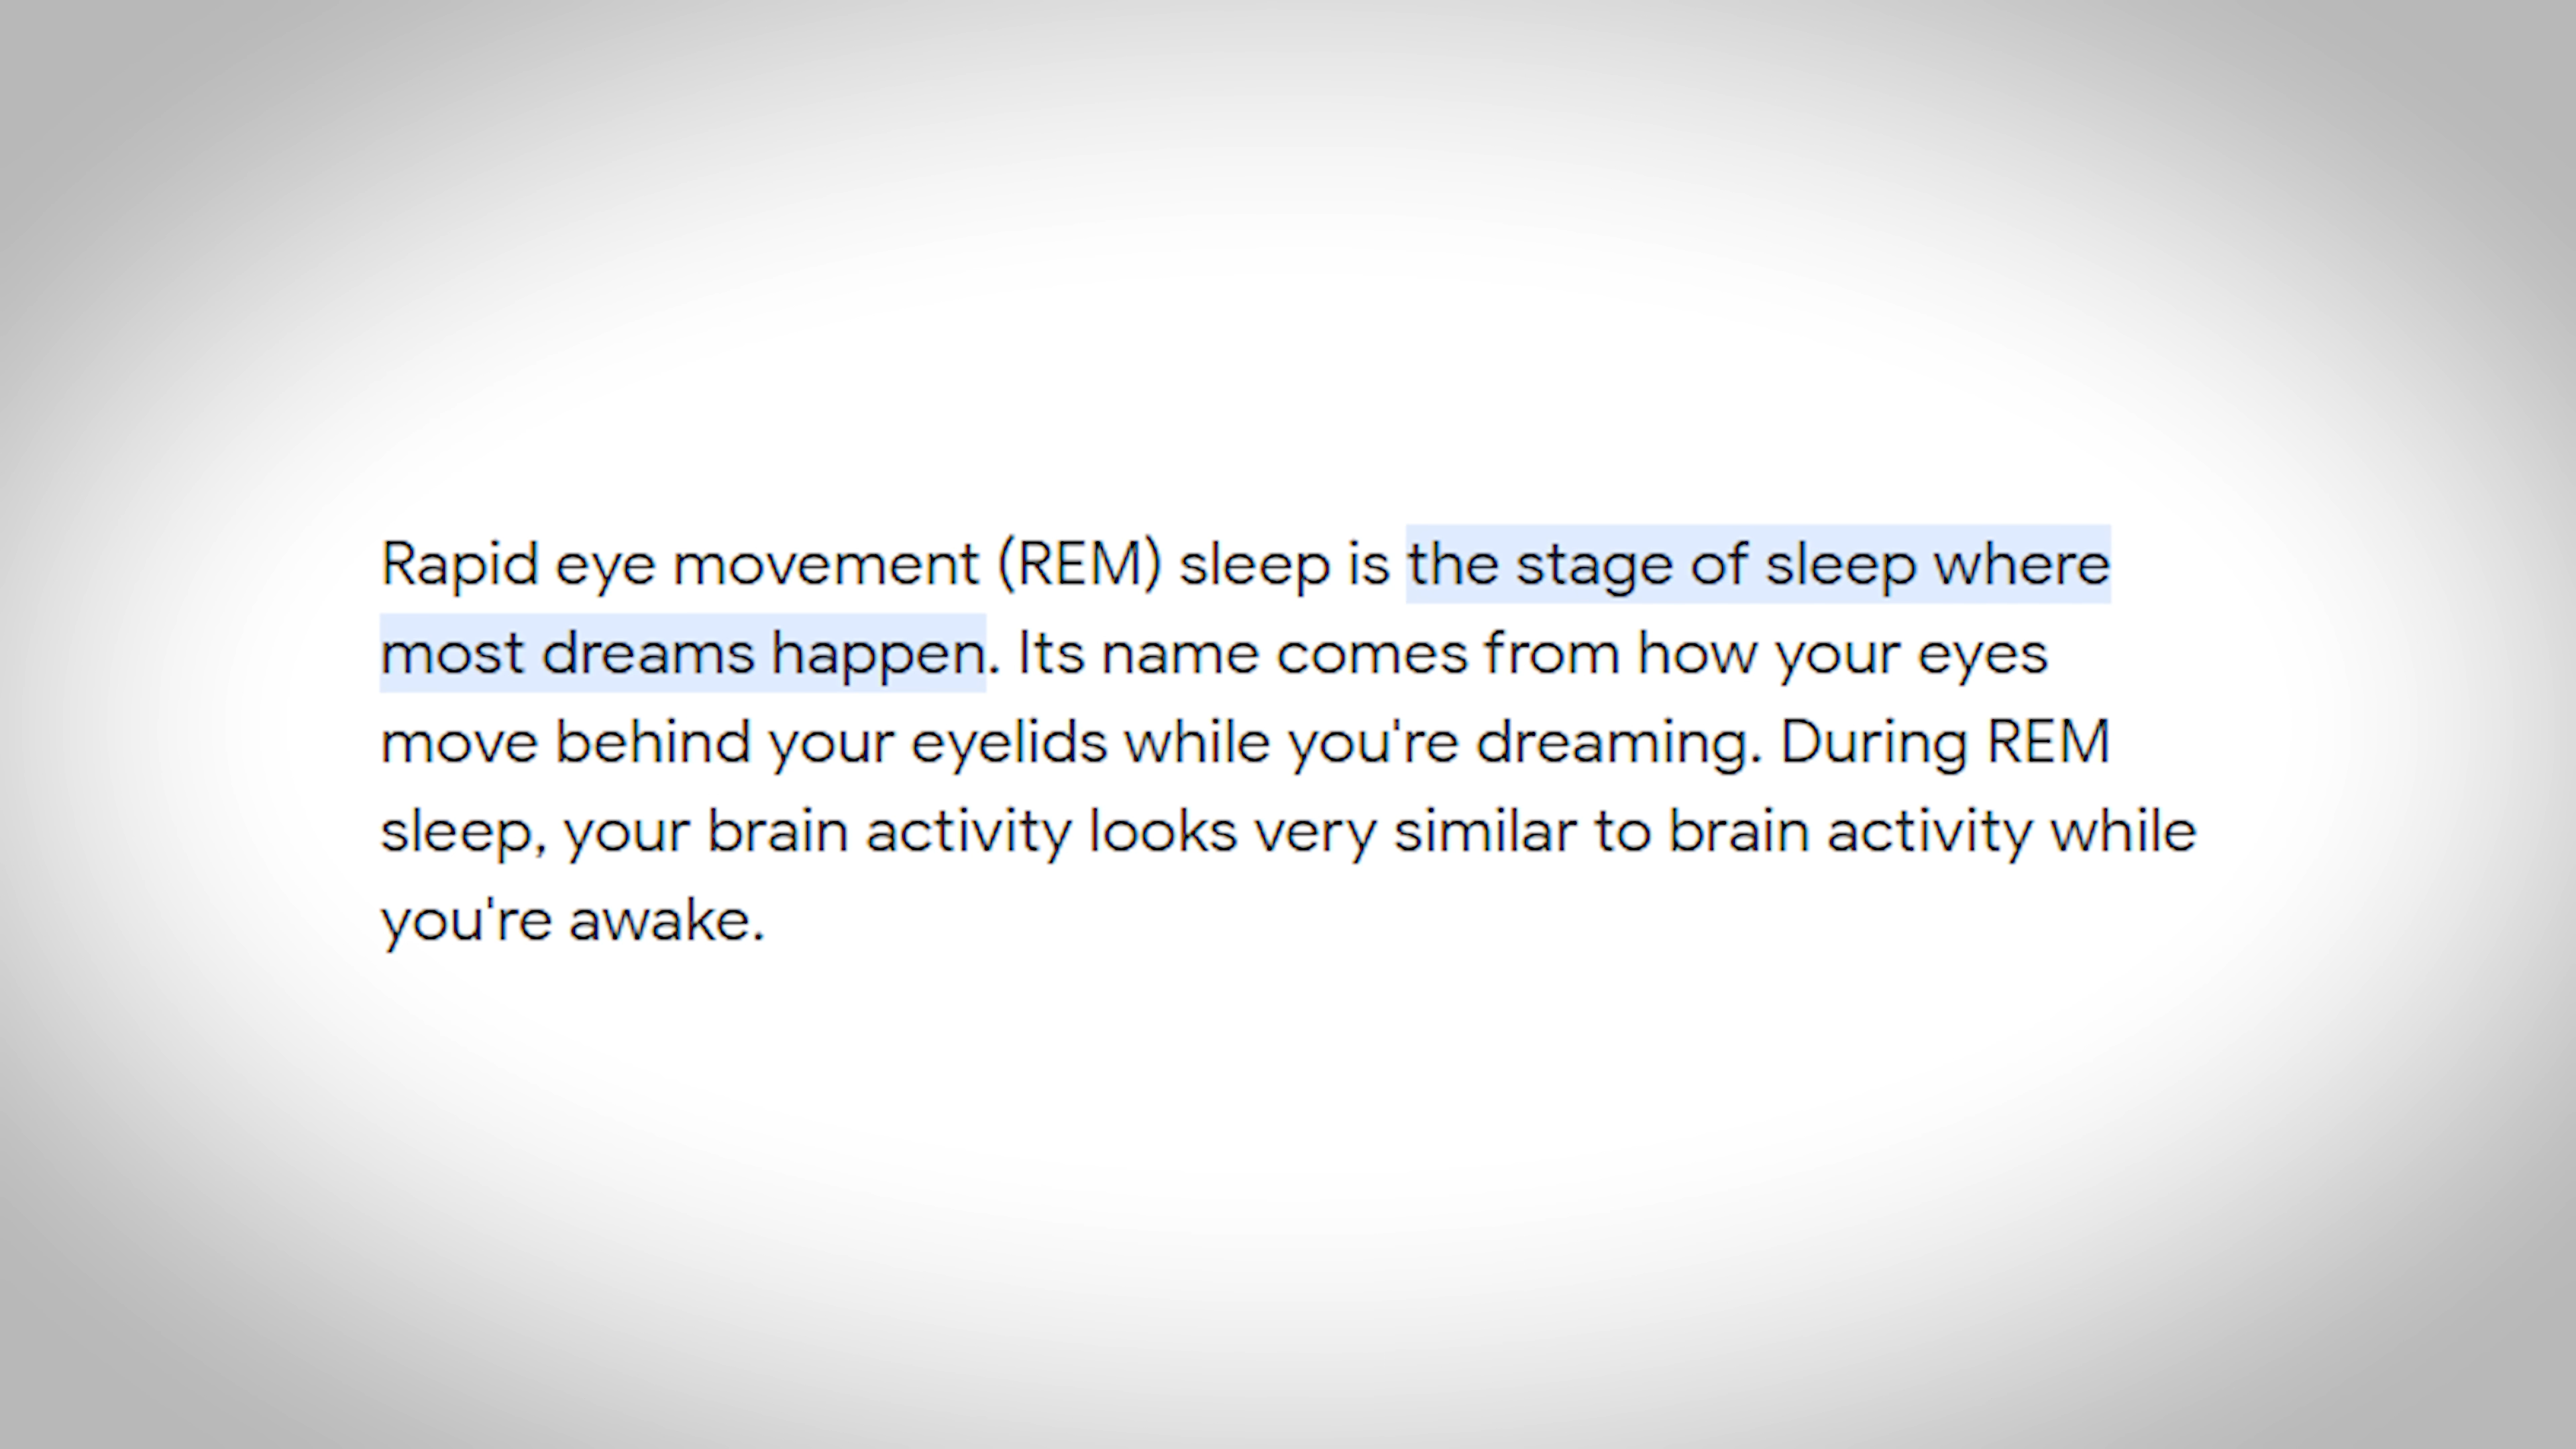 Rapid eye movement (REM) sleep is the stage of sleep where
most dreams happen. Its name comes from how your eyes
move behind your eyelids while you're dreaming. During REM
sleep, your brain activity looks very similar to brain activity while
you're awake.